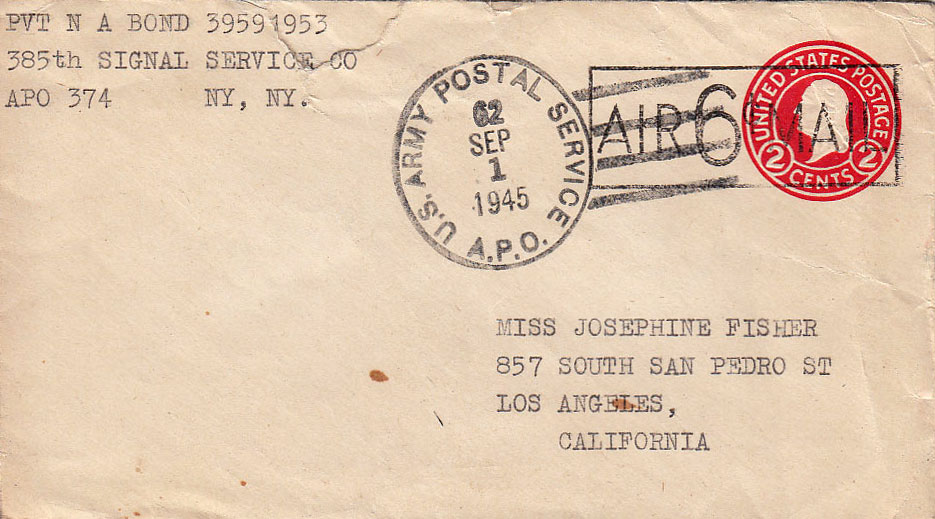 PVT N A BOND 39591953
385th SIGNAL SERVICE CO
APO 374 NY, NY.
U.S. ARMY POSTAL SERVICE
62
SEP
1
1945
A.P.O.
AIR 6¢ MAIL
UNITED STATES POSTAGE
2 CENTS 2
MISS JOSEPHINE FISHER
857 SOUTH SAN PEDRO ST
LOS ANGELES,
CALIFORNIA